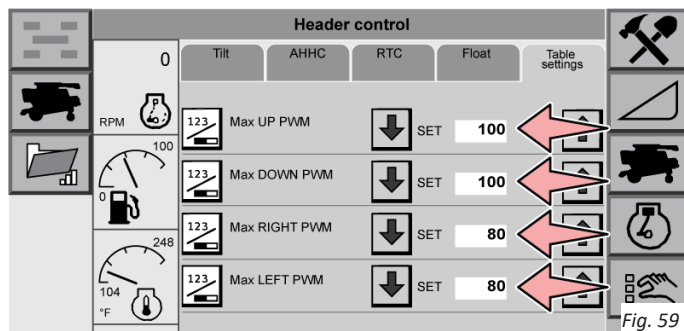 Header control
Tilt AHHC RTC Float Table settings
0
RPM
123 Max UP PWM SET 100
100
0
123 Max DOWN PWM SET 100
123 Max RIGHT PWM SET 80
248
104
°F
123 Max LEFT PWM SET 80
Fig. 59